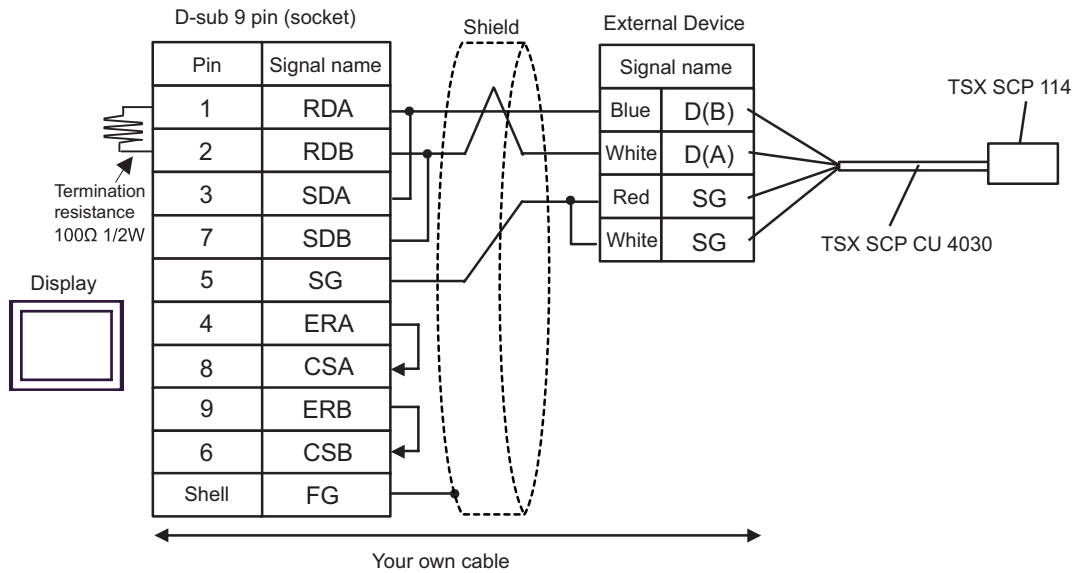 D-sub 9 pin (socket)
Shield
External Device
Pin Signal name
1 RDA
2 RDB
3 SDA
7 SDB
5 SG
4 ERA
8 CSA
9 ERB
6 CSB
Shell FG
Termination
resistance
100Ω 1/2W
Display
Signal name
Blue D(B)
White D(A)
Red SG
White SG
TSX SCP 114
TSX SCP CU 4030
Your own cable